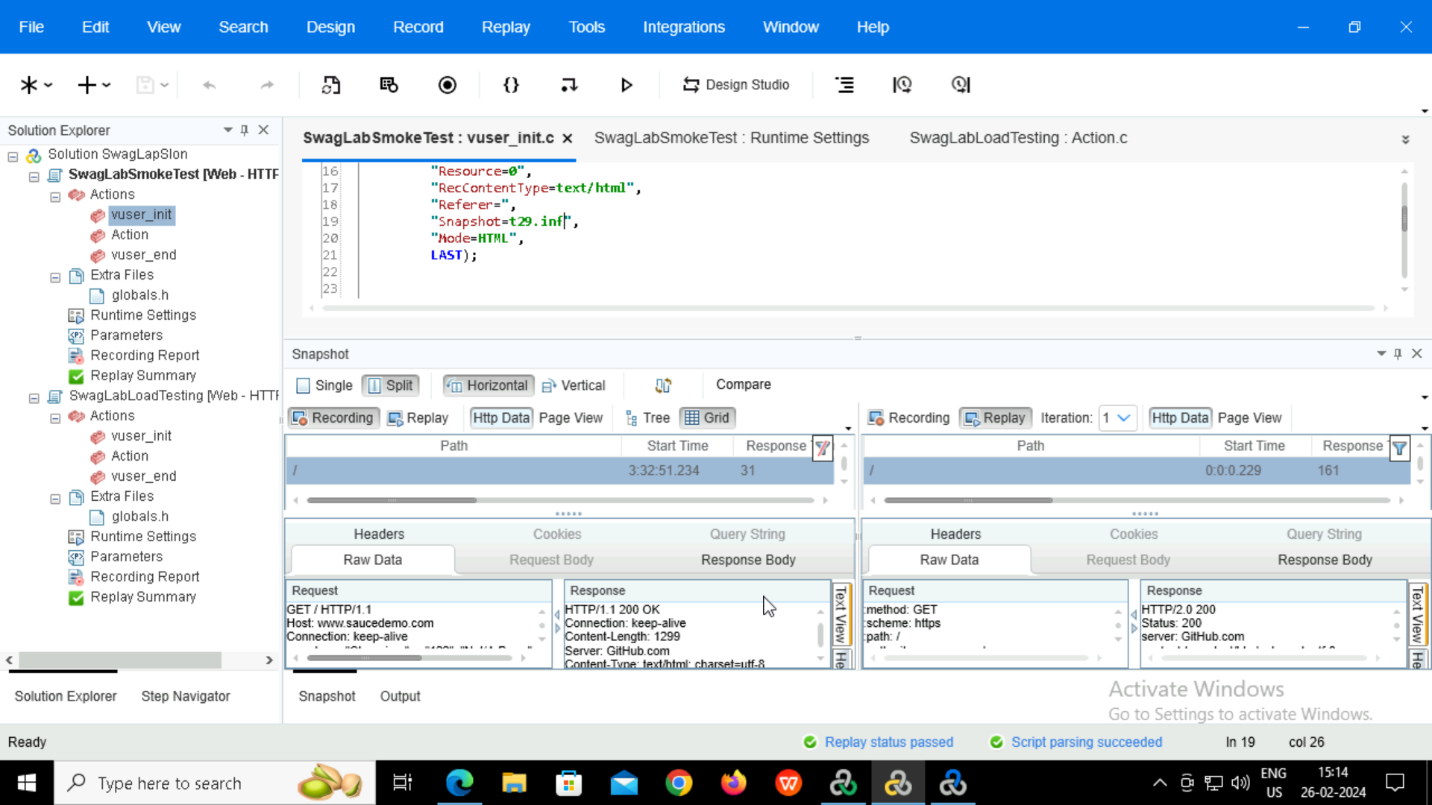 File Edit View Search Design Record Replay Tools Integrations Window Help
Design Studio
Solution Explorer
Solution SwagLapSlon
SwagLabSmokeTest [Web - HTTF
Actions
vuser_init
Action
vuser_end
Extra Files
globals.h
Runtime Settings
Parameters
Recording Report
Replay Summary
SwagLabLoadTesting [Web - HTTF
Actions
vuser_init
Action
vuser_end
Extra Files
globals.h
Runtime Settings
Parameters
Recording Report
Replay Summary
Solution Explorer Step Navigator
SwagLabSmokeTest : vuser_init.c SwagLabSmokeTest : Runtime Settings SwagLabLoadTesting : Action.c
16 "Resource=0",
17 "RecContentType=text/html",
18 "Referer=",
19 "Snapshot=t29.inf",
20 "Mode=HTML",
21 LAST);
22
23
Snapshot
Single Split Horizontal Vertical Compare
Recording Replay Http Data Page View Tree Grid
Path Start Time Response
/ 3:32:51.234 31
Headers Cookies Query String
Raw Data Request Body Response Body
Request
GET / HTTP/1.1
Host: www.saucedemo.com
Connection: keep-alive
Response
HTTP/1.1 200 OK
Connection: keep-alive
Content-Length: 1299
Server: GitHub.com
Content-Type: text/html; charset=utf-8
Text View
He
Recording Replay Iteration: 1 Http Data Page View
Path Start Time Response
/ 0:0:0.229 161
Headers Cookies Query String
Raw Data Request Body Response Body
Request
:method: GET
:scheme: https
:path: /
Response
HTTP/2.0 200
Status: 200
server: GitHub.com
Text View
He
Snapshot Output
Activate Windows
Go to Settings to activate Windows.
Ready Replay status passed Script parsing succeeded ln 19 col 26
Type here to search
ENG
US
15:14
26-02-2024